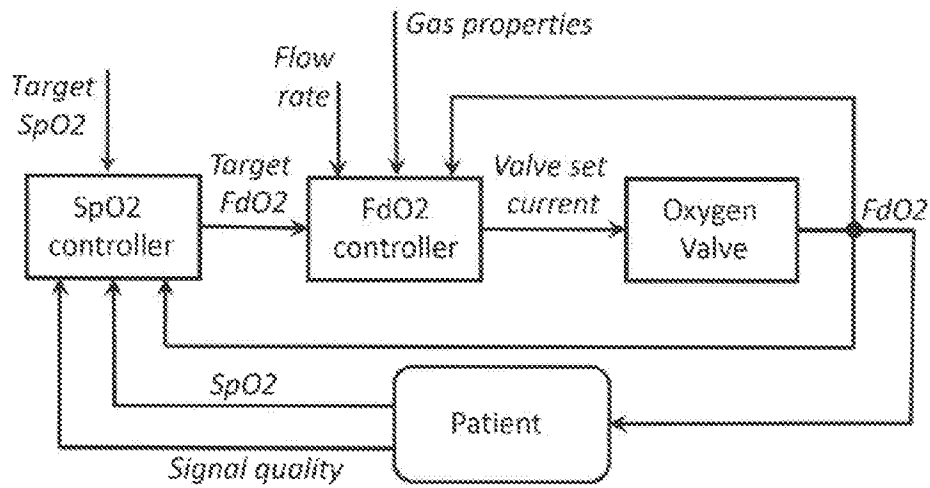 Gas properties
Flow
rate
Target
SpO2
Target
FdO2
Valve set
current
SpO2
controller
FdO2
controller
Oxygen
Valve
FdO2
SpO2
Patient
Signal quality